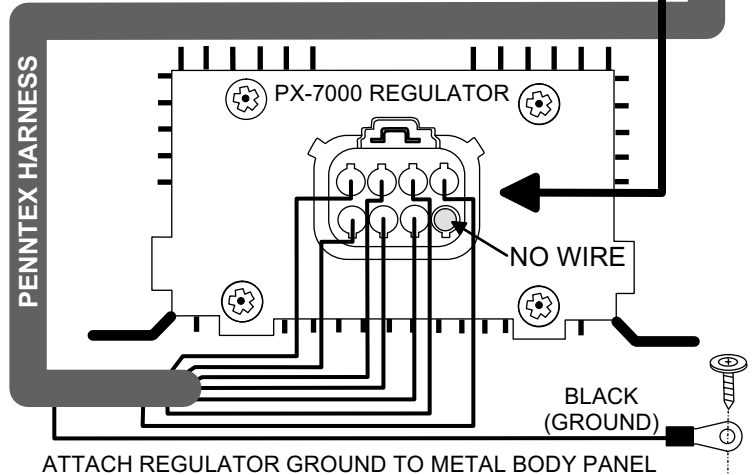 PENNTEX HARNESS
PX-7000 REGULATOR
NO WIRE
BLACK
(GROUND)
ATTACH REGULATOR GROUND TO METAL BODY PANEL